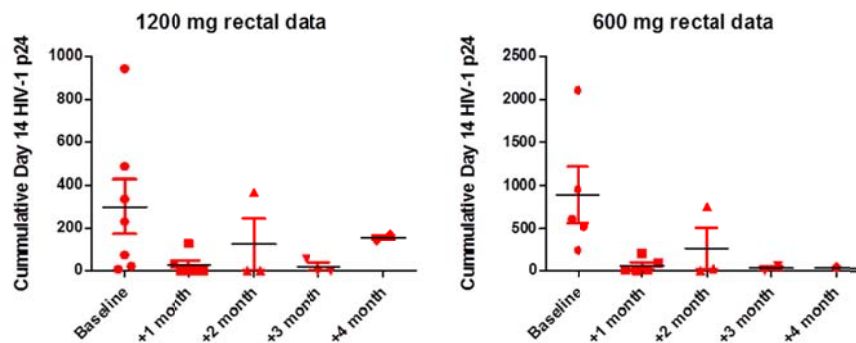 1200 mg rectal data
Cummulative Day 14 HIV-1 p24
1000
800
600
400
200
0
Baseline
+1 month
+2 month
+3 month
+4 month
600 mg rectal data
Cummulative Day 14 HIV-1 p24
2500
2000
1500
1000
500
0
Baseline
+1 month
+2 month
+3 month
+4 month